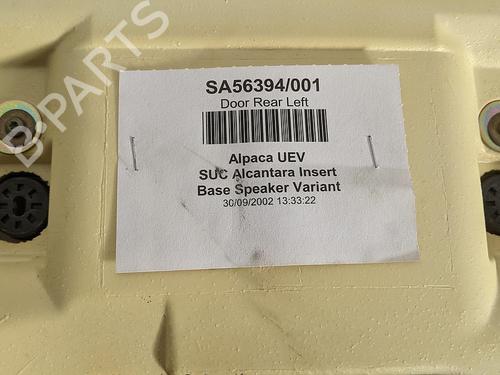 SA56394/001
Door Rear Left
Alpaca UEV
SUC Alcantara Insert
Base Speaker Variant
30/09/2002 13:33:22
B-PARTS